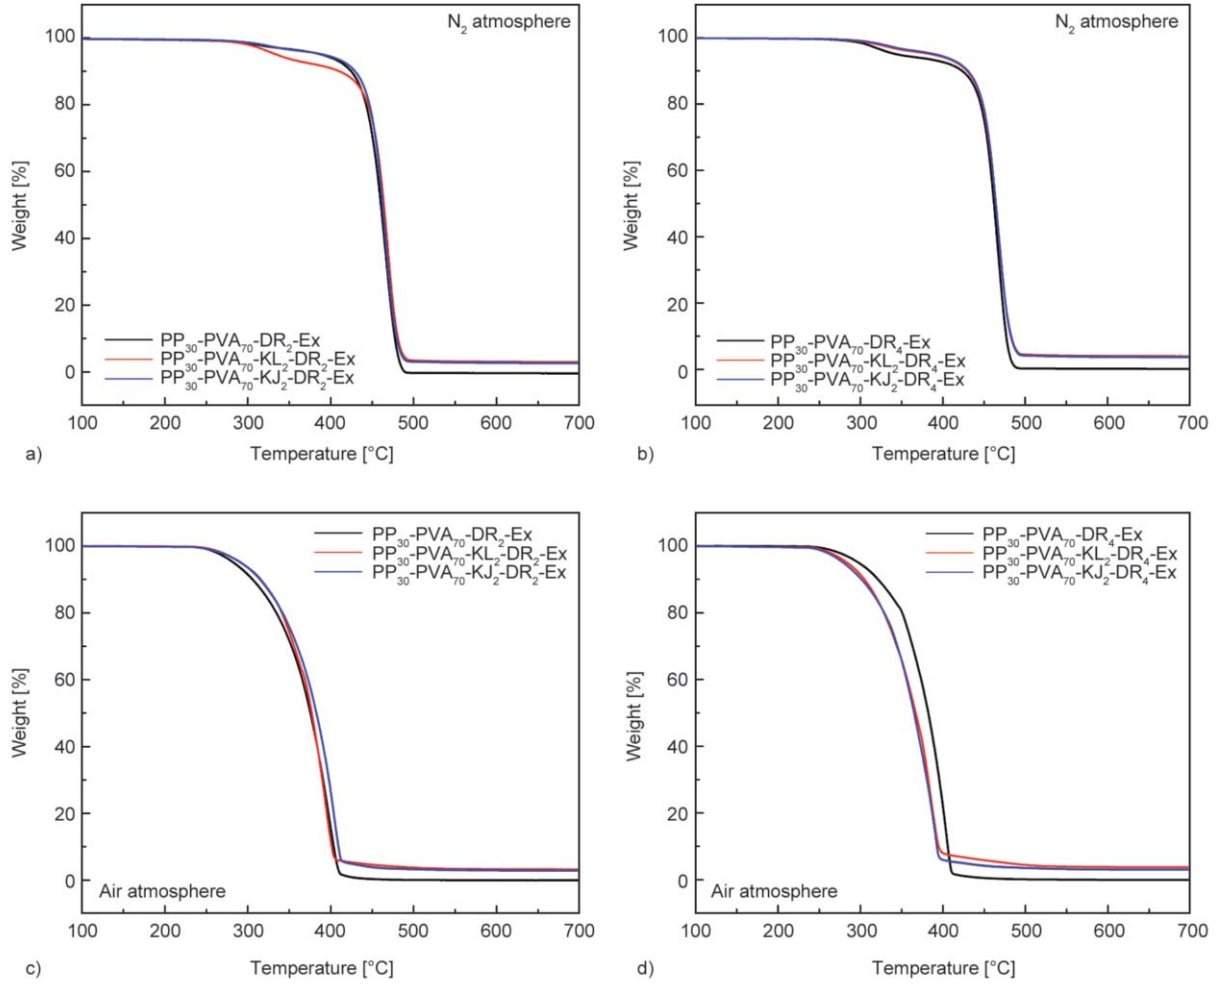 N₂ atmosphere
100
80
60
40
20
0
Weight [%]
PP₃₀-PVA₇₀-DR₂-Ex
PP₃₀-PVA₇₀-KL₂-DR₂-Ex
PP₃₀-PVA₇₀-KJ₂-DR₂-Ex
100 200 300 400 500 600 700
Temperature [°C]
a)
N₂ atmosphere
100
80
60
40
20
0
Weight [%]
PP₃₀-PVA₇₀-DR₄-Ex
PP₃₀-PVA₇₀-KL₂-DR₄-Ex
PP₃₀-PVA₇₀-KJ₂-DR₄-Ex
100 200 300 400 500 600 700
Temperature [°C]
b)
PP₃₀-PVA₇₀-DR₂-Ex
PP₃₀-PVA₇₀-KL₂-DR₂-Ex
PP₃₀-PVA₇₀-KJ₂-DR₂-Ex
100
80
60
40
20
0
Weight [%]
Air atmosphere
100 200 300 400 500 600 700
Temperature [°C]
c)
PP₃₀-PVA₇₀-DR₄-Ex
PP₃₀-PVA₇₀-KL₂-DR₄-Ex
PP₃₀-PVA₇₀-KJ₂-DR₄-Ex
100
80
60
40
20
0
Weight [%]
Air atmosphere
100 200 300 400 500 600 700
Temperature [°C]
d)